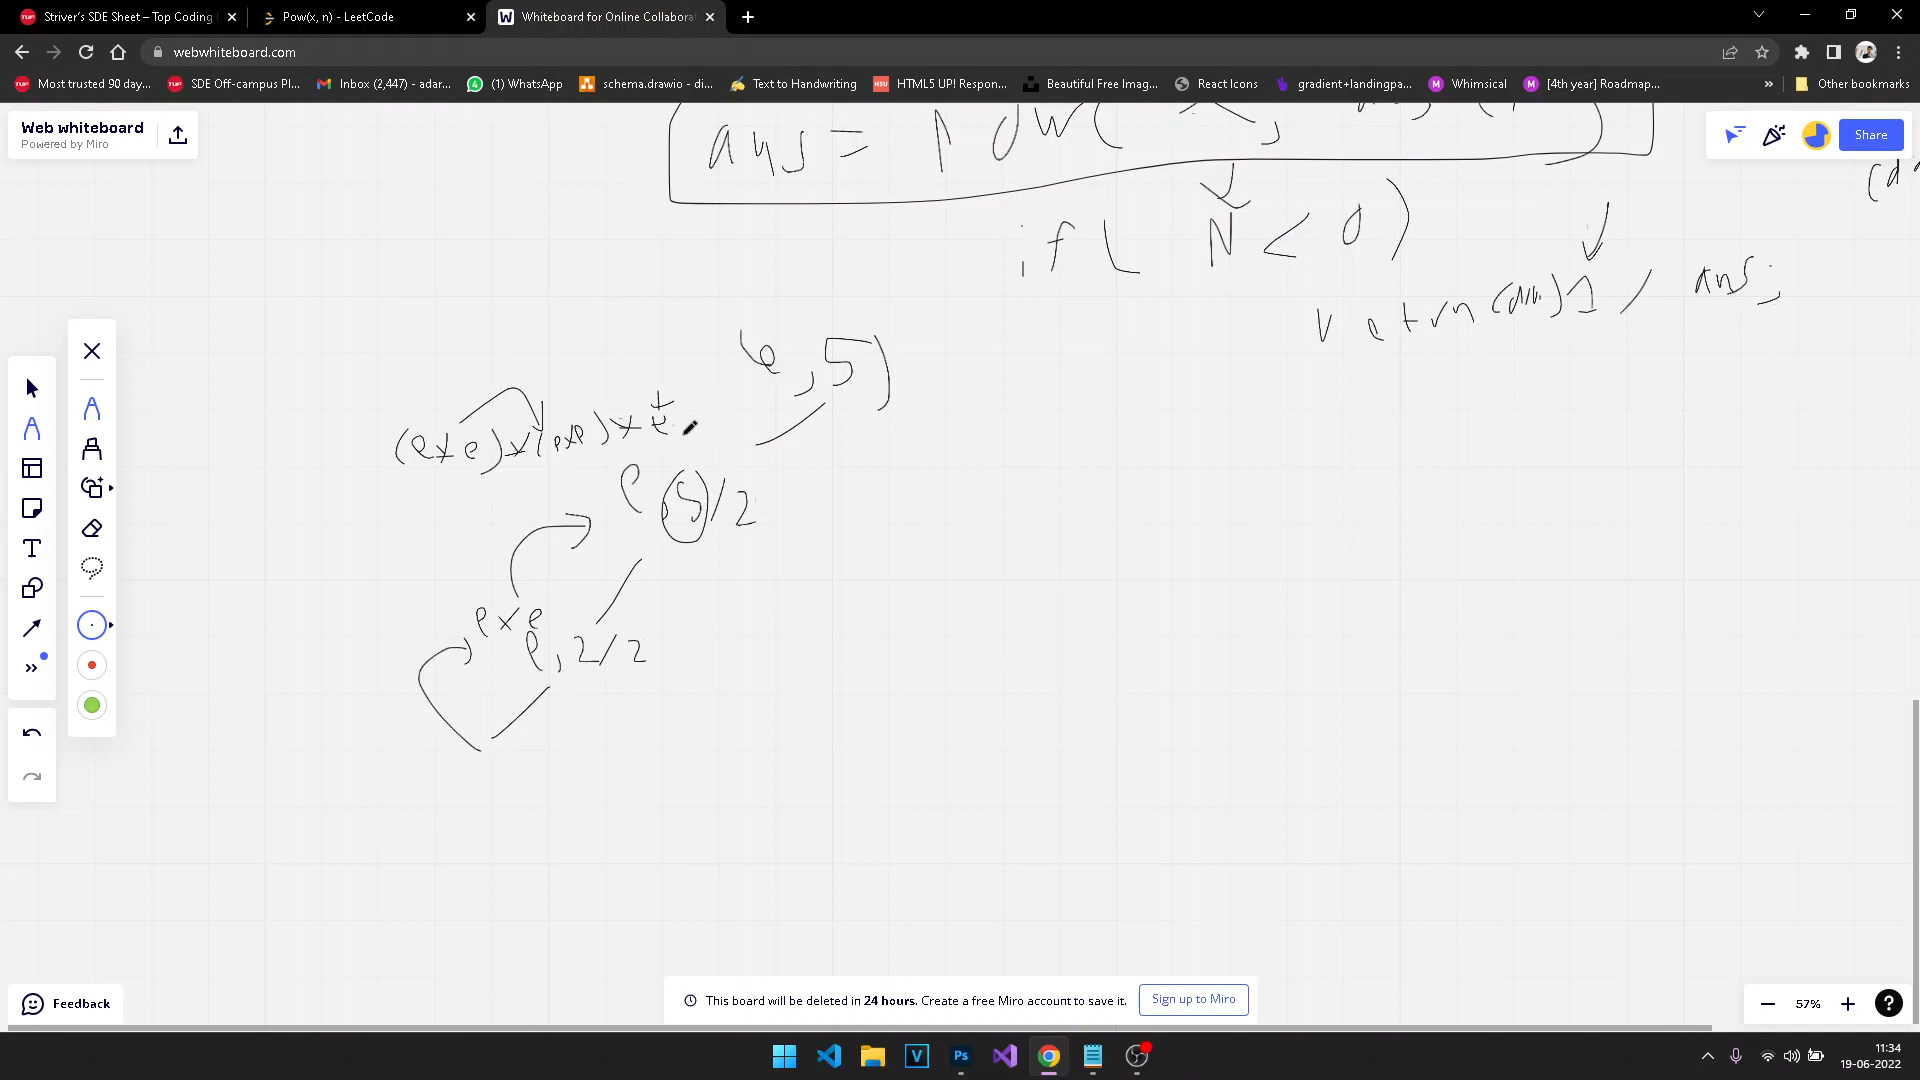 Striver's SDE Sheet – Top Coding
Pow(x, n) - LeetCode
Whiteboard for Online Collabora
webwhiteboard.com
Most trusted 90 day...
SDE Off-campus Pl...
Inbox (2,447) - adar...
(1) WhatsApp
schema.drawio - di...
Text to Handwriting
HTML5 UP! Respon...
Beautiful Free Imag...
React Icons
gradient+landingpa...
Whimsical
[4th year] Roadmap...
»
Other bookmarks
Web whiteboard
Powered by Miro
Share
ans = pow(
if( N < 0)
return (dou) 1 / ans;
e, 5)
(e x e) x (e x e) x e
e, 5/2
e x e
e, 2/2
Feedback
This board will be deleted in 24 hours. Create a free Miro account to save it.
Sign up to Miro
57%
?
11:34
19-06-2022